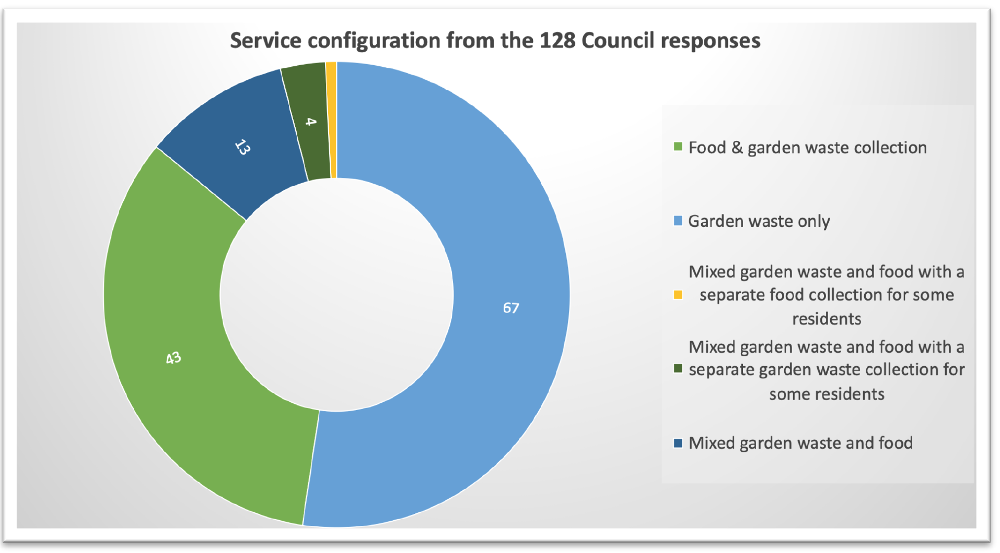 Service configuration from the 128 Council responses
4
13
67
43
Food & garden waste collection
Garden waste only
Mixed garden waste and food with a
separate food collection for some
residents
Mixed garden waste and food with a
separate garden waste collection for
some residents
Mixed garden waste and food